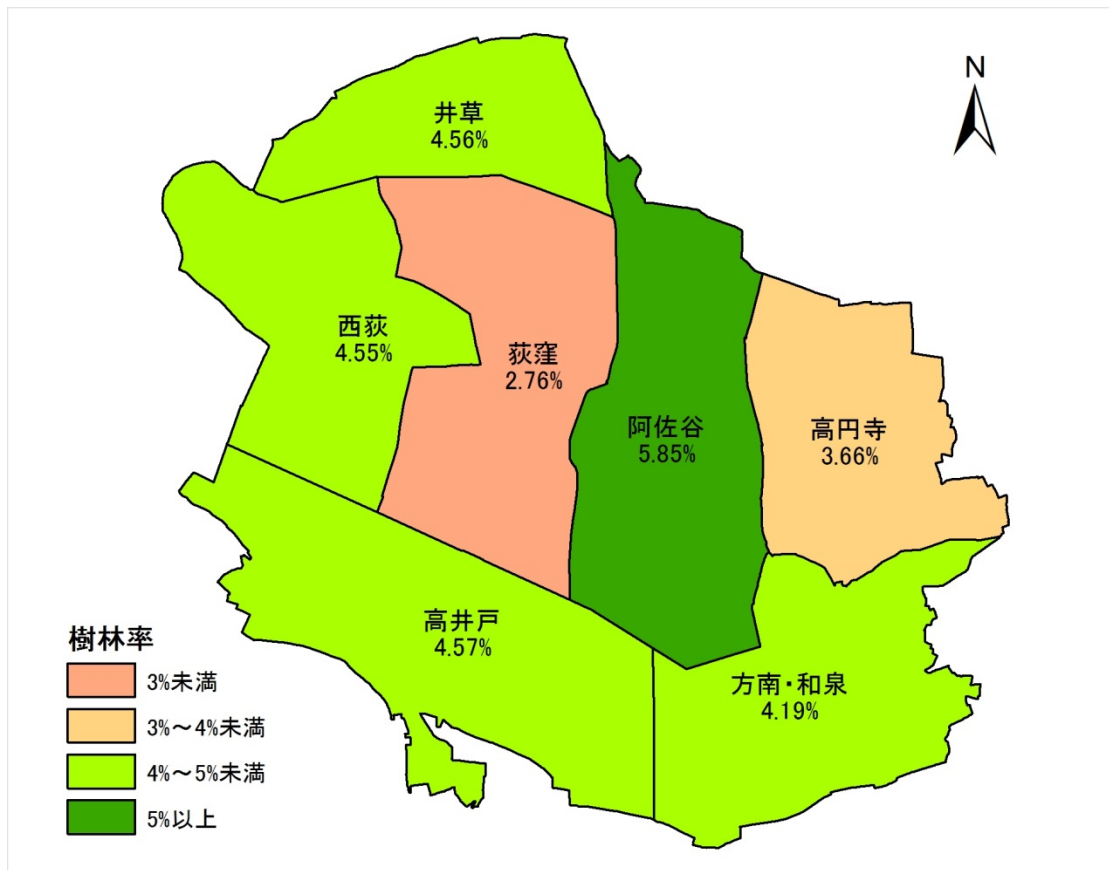 N
井草
4.56%
西荻
4.55%
荻窪
2.76%
阿佐谷
5.85%
高円寺
3.66%
高井戸
4.57%
方南・和泉
4.19%
樹林率
3%未満
3%～4%未満
4%～5%未満
5%以上